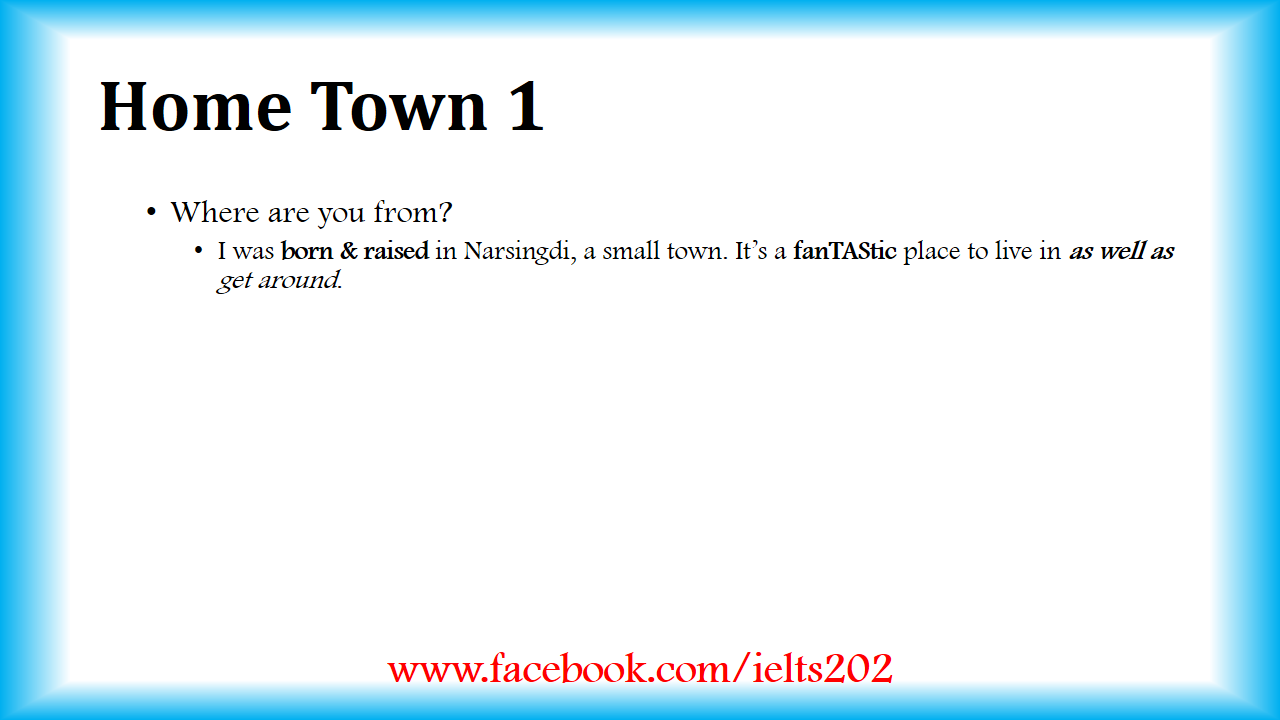 Home Town 1
• Where are you from?
• I was born & raised in Narsingdi, a small town. It’s a fanTAStic place to live in as well as
get around.
www.facebook.com/ielts202